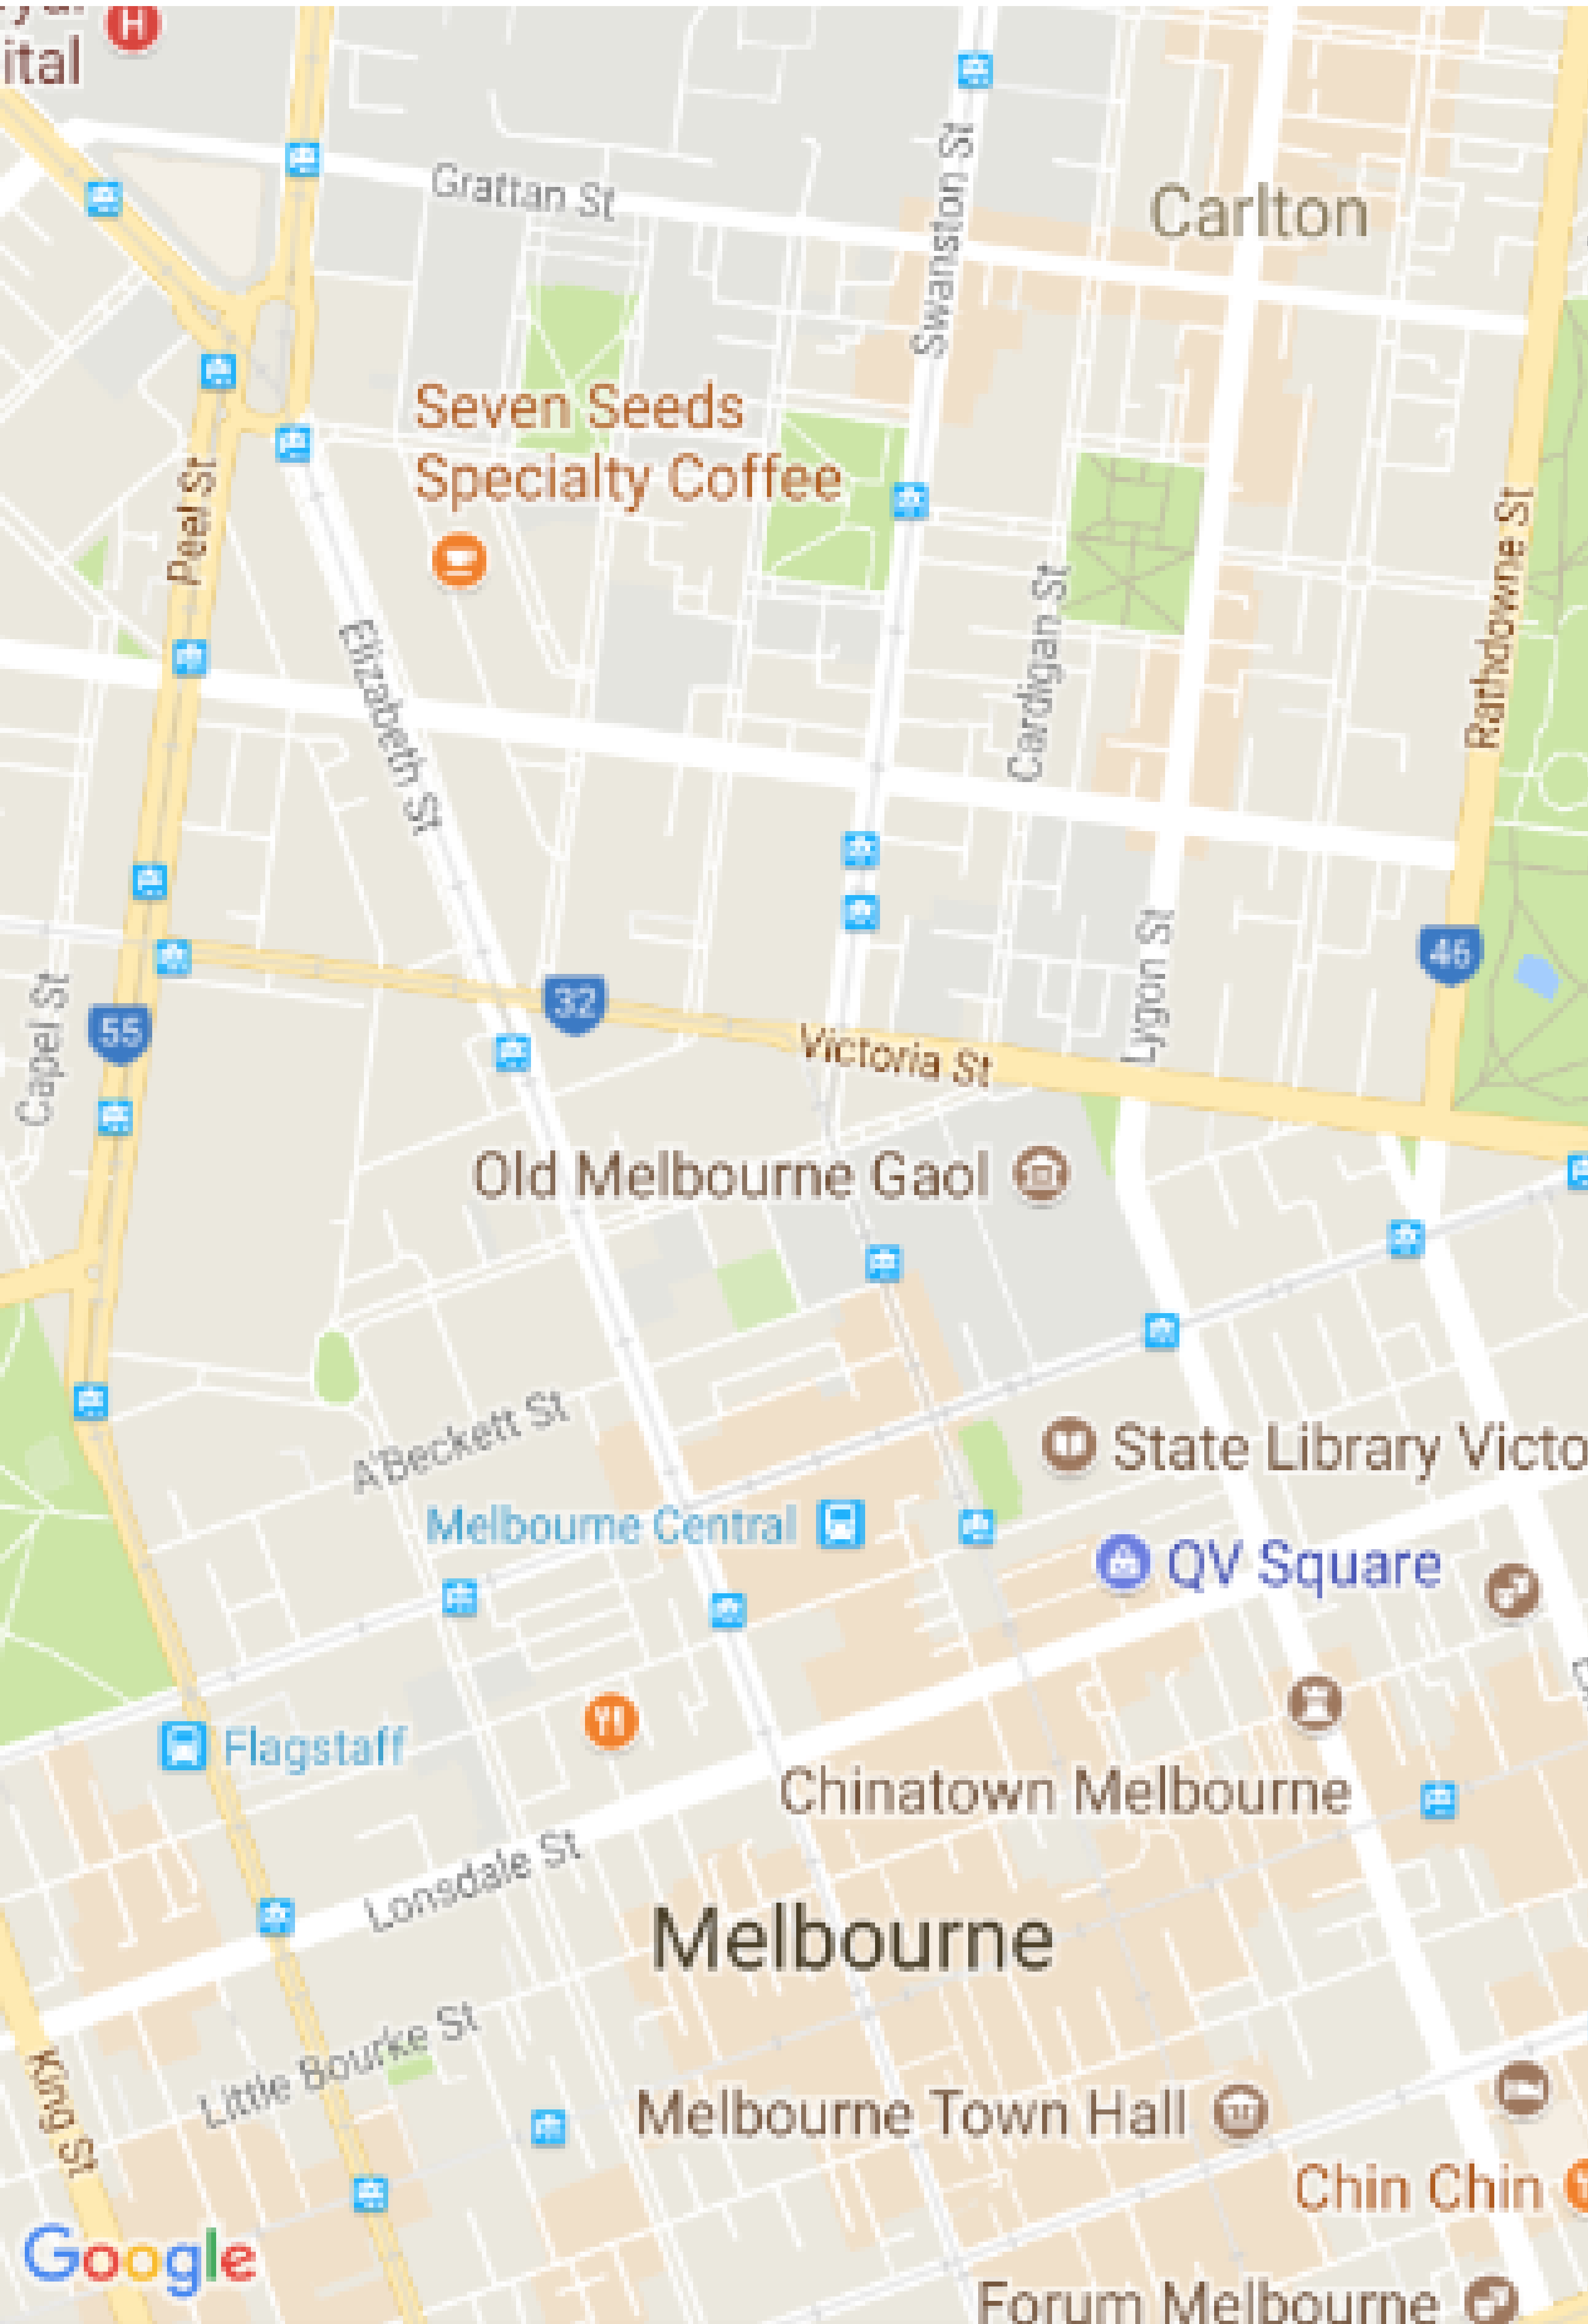 ital
H
Grattan St
Swanston St
Carlton
Seven Seeds
Specialty Coffee
Peel St
Elizabeth St
Cardigan St
Rathdowne St
Lygon St
46
32
55
Capel St
Victoria St
Old Melbourne Gaol
A'Beckett St
State Library Victo
Melbourne Central
QV Square
Flagstaff
Chinatown Melbourne
Lonsdale St
Melbourne
Little Bourke St
King St
Melbourne Town Hall
Chin Chin
Google
Forum Melbourne